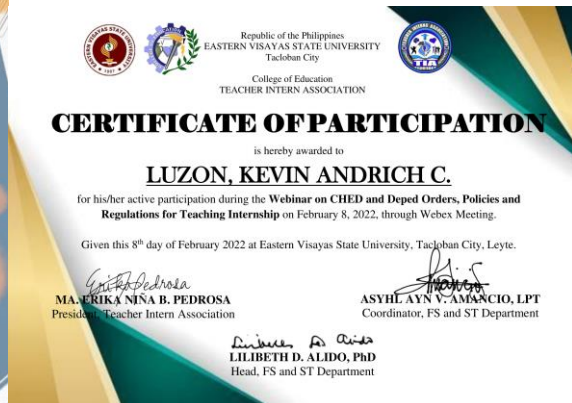 Republic of the Philippines
EASTERN VISAYAS STATE UNIVERSITY
Tacloban City
College of Education
TEACHER INTERN ASSOCIATION
CERTIFICATE OF PARTICIPATION
is hereby awarded to
LUZON, KEVIN ANDRICH C.
for his/her active participation during the Webinar on CHED and Deped Orders, Policies and
Regulations for Teaching Internship on February 8, 2022, through Webex Meeting.
Given this 8th day of February 2022 at Eastern Visayas State University, Tacloban City, Leyte.
MA. ERIKA NIÑA B. PEDROSA
President, Teacher Intern Association
ASYHL AYN V. AMANCIO, LPT
Coordinator, FS and ST Department
LILIBETH D. ALIDO, PhD
Head, FS and ST Department
TIA